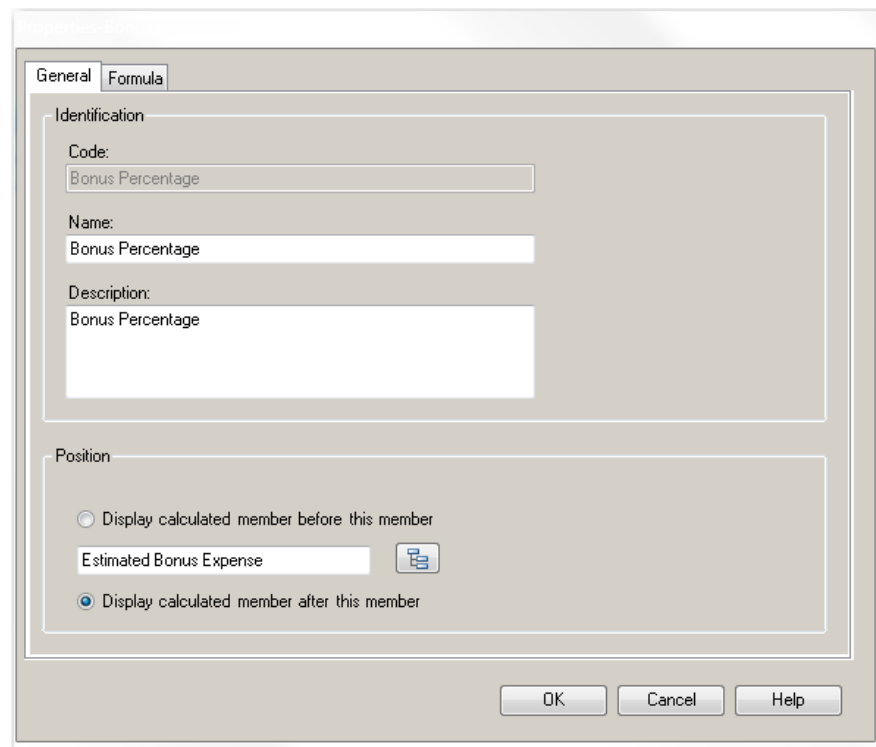 General
Formula
Identification
Code:
Bonus Percentage
Name:
Bonus Percentage
Description:
Bonus Percentage
Position
Display calculated member before this member
Estimated Bonus Expense
Display calculated member after this member
OK
Cancel
Help